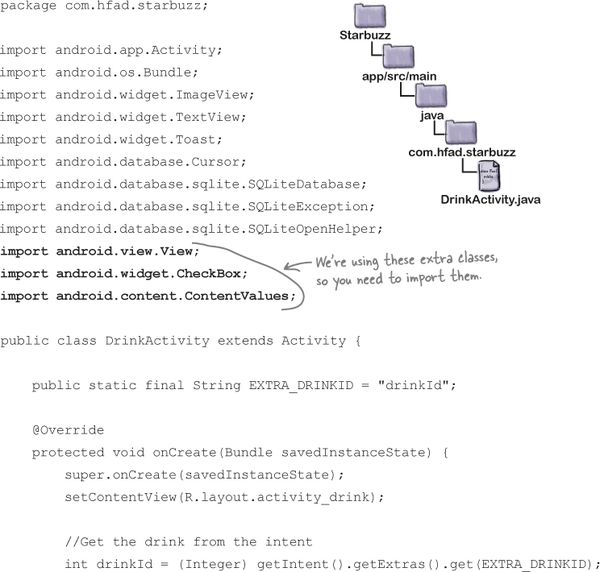 package com.hfad.starbuzz;
import android.app.Activity;
import android.os.Bundle;
import android.widget.ImageView;
import android.widget.TextView;
import android.widget.Toast;
import android.database.Cursor;
import android.database.sqlite.SQLiteDatabase;
import android.database.sqlite.SQLiteException;
import android.database.sqlite.SQLiteOpenHelper;
import android.view.View;
import android.widget.CheckBox;
import android.content.ContentValues;
Starbuzz
app/src/main
java
com.hfad.starbuzz
DrinkActivity.java
We're using these extra classes,
so you need to import them.
public class DrinkActivity extends Activity {
public static final String EXTRA_DRINKID = "drinkId";
@Override
protected void onCreate(Bundle savedInstanceState) {
super.onCreate(savedInstanceState);
setContentView(R.layout.activity_drink);
//Get the drink from the intent
int drinkId = (Integer) getIntent().getExtras().get(EXTRA_DRINKID);